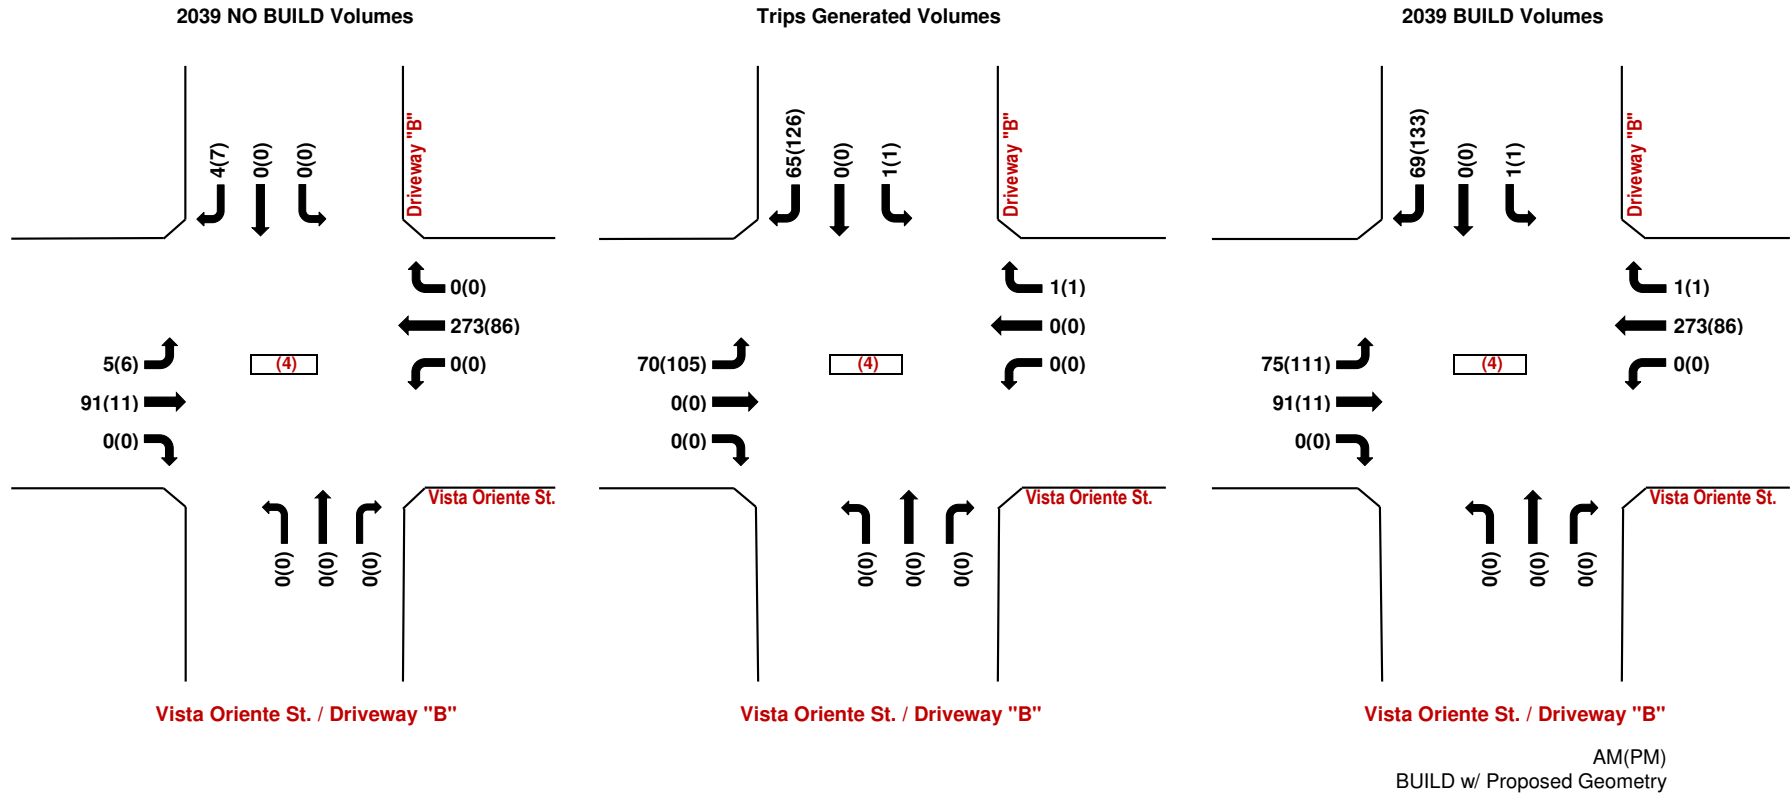 2039 NO BUILD Volumes
4(7)
0(0)
0(0)
Driveway "B"
0(0)
273(86)
0(0)
5(6)
91(11)
0(0)
(4)
Vista Oriente St.
0(0)
0(0)
0(0)
Vista Oriente St. / Driveway "B"
Trips Generated Volumes
65(126)
0(0)
1(1)
Driveway "B"
1(1)
0(0)
0(0)
70(105)
0(0)
0(0)
(4)
Vista Oriente St.
0(0)
0(0)
0(0)
Vista Oriente St. / Driveway "B"
2039 BUILD Volumes
69(133)
0(0)
1(1)
Driveway "B"
1(1)
273(86)
0(0)
75(111)
91(11)
0(0)
(4)
Vista Oriente St.
0(0)
0(0)
0(0)
Vista Oriente St. / Driveway "B"
AM(PM)
BUILD w/ Proposed Geometry